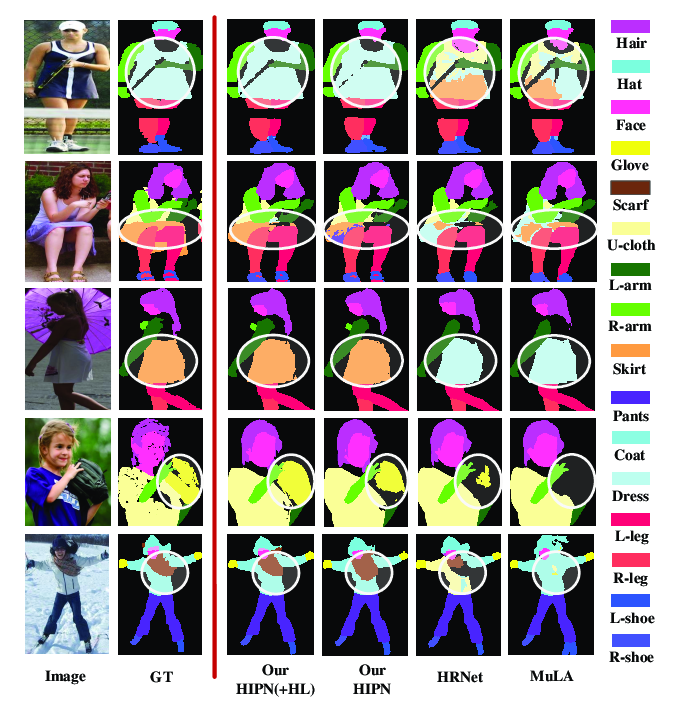 Hair
Hat
Face
Glove
Scarf
U-cloth
L-arm
R-arm
Skirt
Pants
Coat
Dress
L-leg
R-leg
L-shoe
R-shoe
Image
GT
Our
HIPN(+HL)
Our
HIPN
HRNet
MuLA